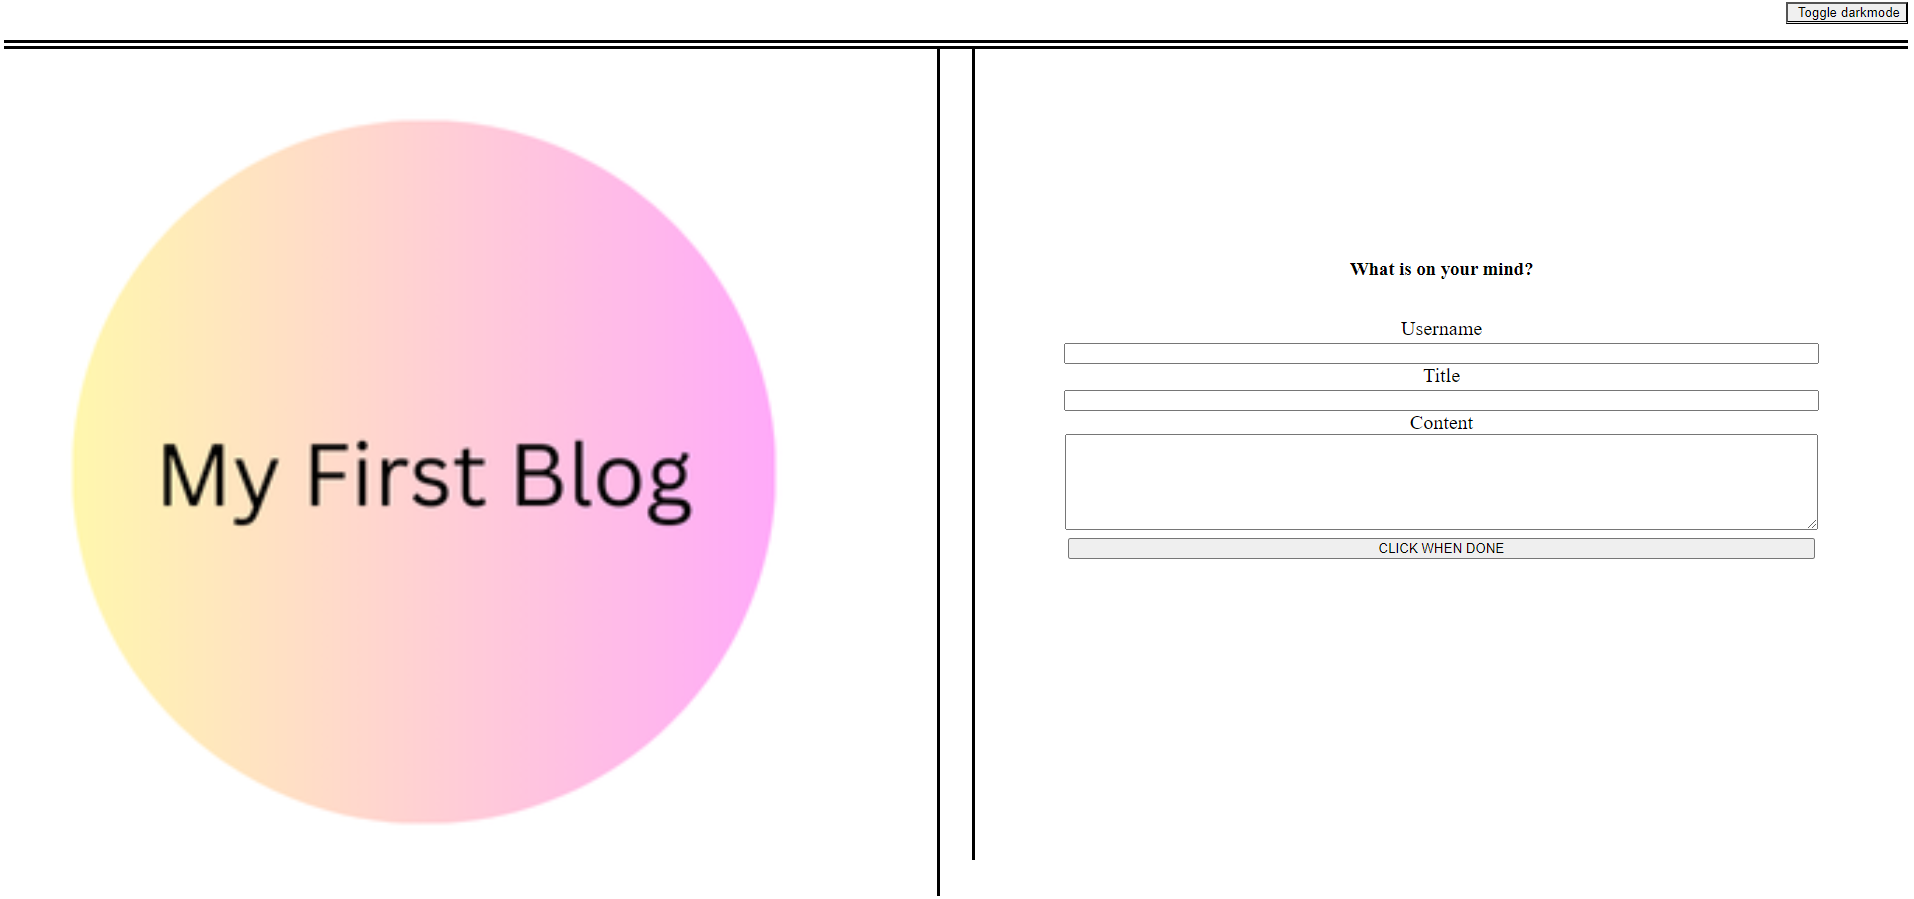 Toggle darkmode
My First Blog
What is on your mind?
Username
Title
Content
CLICK WHEN DONE